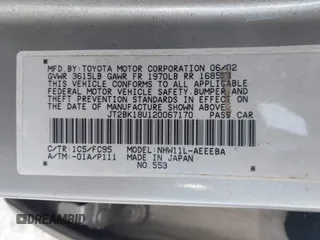 MFD.BY:TOYOTA MOTOR CORPORATION 06/02
GVWR 3615LB GAWR FR 1970LB RR 1685LB
THIS VEHICLE CONFORMS TO ALL APPLICABLE
FEDERAL MOTOR VEHICLE SAFETY, BUMPER AND
THEFT PREVENTION STANDARDS IN EFFECT ON THE
DATE OF MANUFACTURE SHOWN ABOVE.
JT2BK18U120067170 PASS.CAR
C/TR:1C5/FC95 MODEL:NHW11L-AEEEBA
A/TM:-01A/P111 MADE IN JAPAN
NO.553
AUTOBIDMASTER